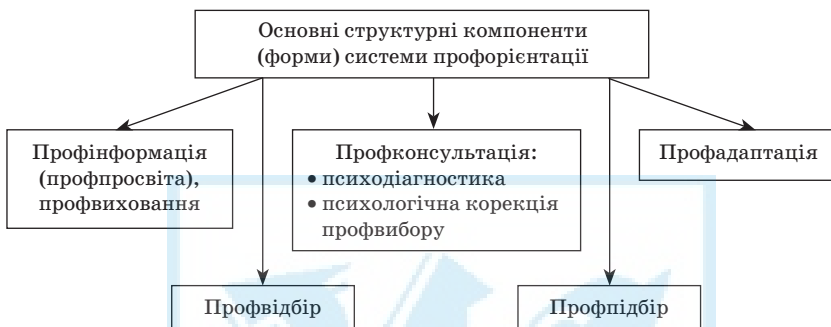 Основні структурні компоненти
(форми) системи профорієнтації
Профінформація
(профпросвіта),
профвиховання
Профконсультація:
• психодіагностика
• психологічна корекція
профвибору
Профадаптація
Профвідбір
Профпідбір